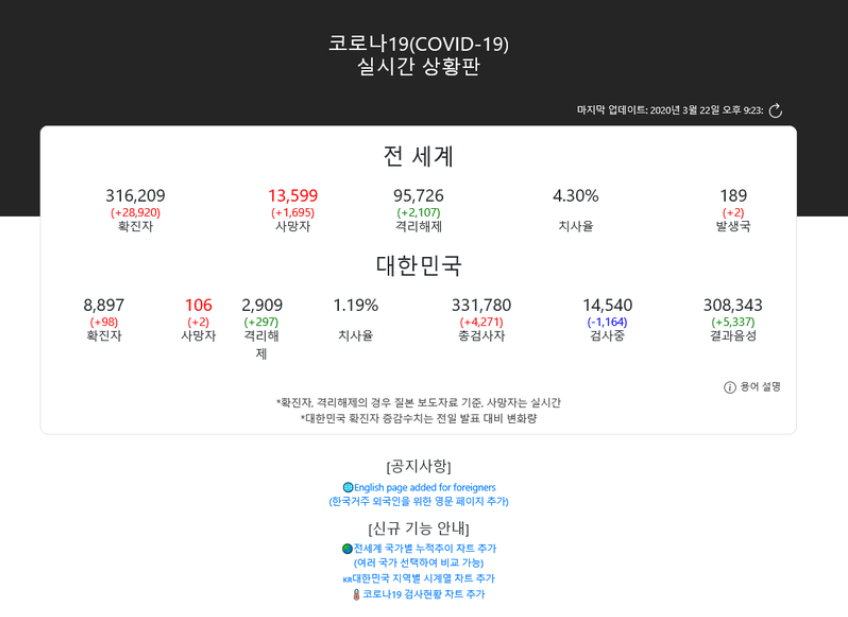 코로나19(COVID-19)
실시간 상황판
마지막 업데이트: 2020년 3월 22일 오후 9:23:
전 세계
316,209 13,599 95,726 4.30% 189
(+28,920) (+1,695) (+2,107) (+2)
확진자 사망자 격리해제 치사율 발생국
대한민국
8,897 106 2,909 1.19% 331,780 14,540 308,343
(+98) (+2) (+297) (+4,271) (-1,164) (+5,337)
확진자 사망자 격리해 치사율 총검사자 검사중 결과음성
제
용어 설명
*확진자, 격리해제의 경우 질본 보도자료 기준, 사망자는 실시간
*대한민국 확진자 증감수치는 전일 발표 대비 변화량
[공지사항]
English page added for foreigners
(한국거주 외국인을 위한 영문 페이지 추가)
[신규 기능 안내]
전세계 국가별 누적추이 차트 추가
(여러 국가 선택하여 비교 가능)
KR대한민국 지역별 시계열 차트 추가
코로나19 검사현황 차트 추가